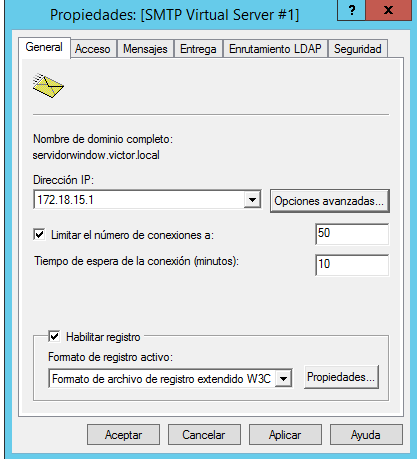 Propiedades: [SMTP Virtual Server #1]
?
x
General
Acceso
Mensajes
Entrega
Enrutamiento LDAP
Seguridad
Nombre de dominio completo:
servidorwindow.victor.local
Dirección IP:
172.18.15.1
Opciones avanzadas...
Limitar el número de conexiones a:
50
Tiempo de espera de la conexión (minutos):
10
Habilitar registro
Formato de registro activo:
Formato de archivo de registro extendido W3C
Propiedades...
Aceptar
Cancelar
Aplicar
Ayuda